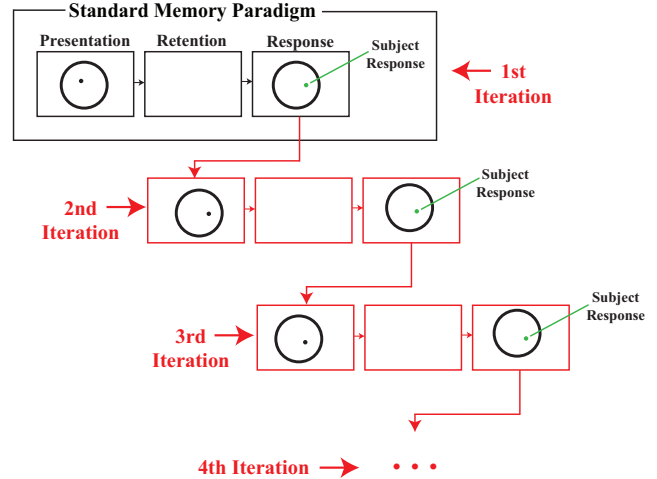 Standard Memory Paradigm
Presentation
Retention
Response
Subject
Response
1st
Iteration
2nd
Iteration
Subject
Response
3rd
Iteration
Subject
Response
4th Iteration